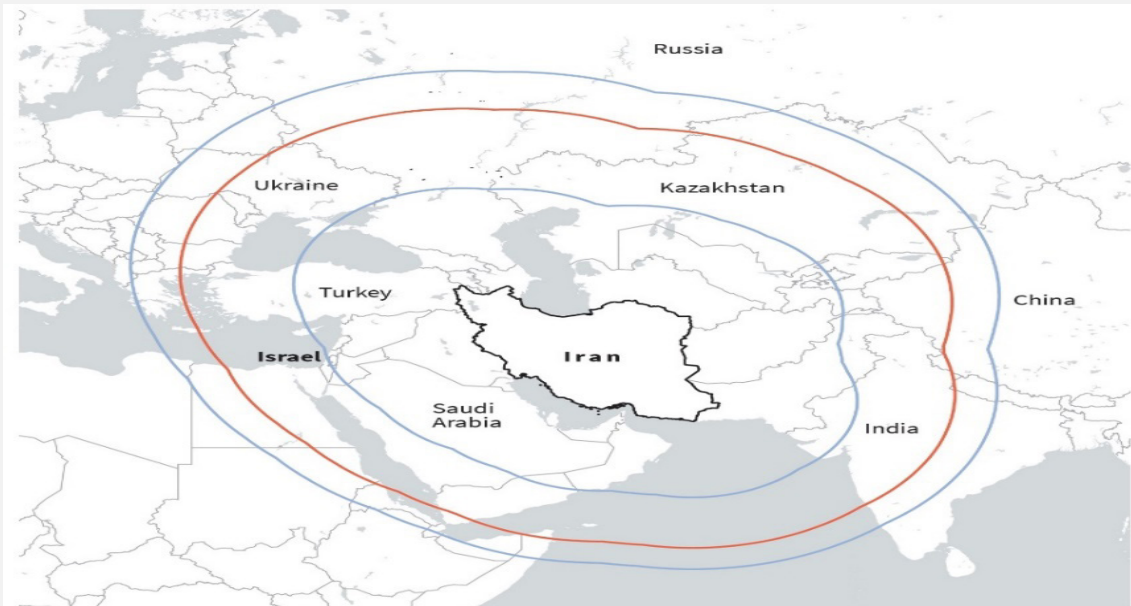 Russia
Ukraine
Kazakhstan
Turkey
China
Israel
Iran
Saudi
Arabia
India